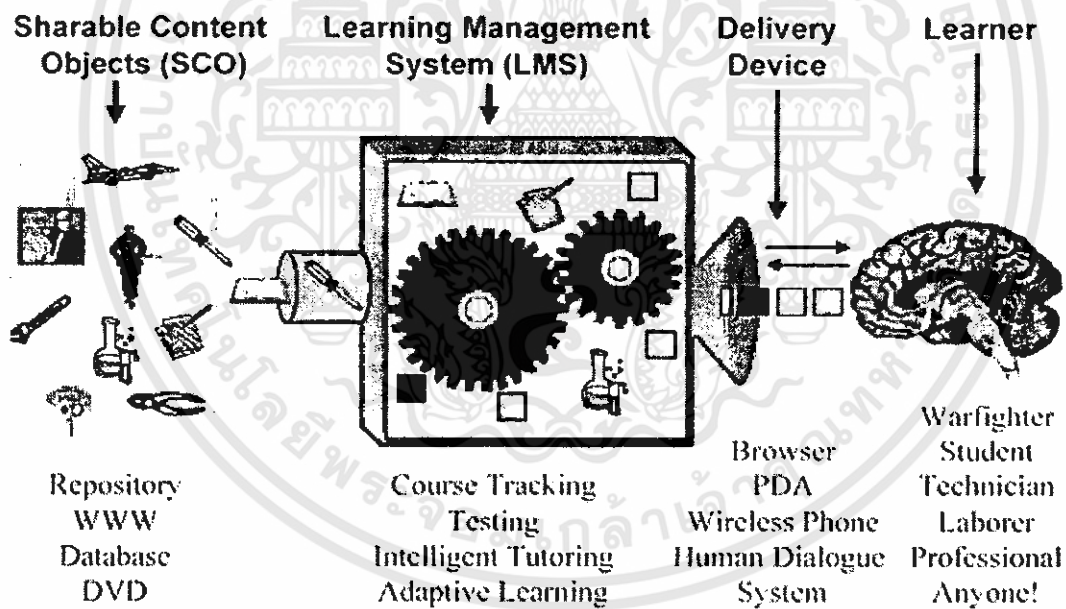 Sharable Content
Objects (SCO)
Learning Management
System (LMS)
Delivery
Device
Learner
Repository
WWW
Database
DVD
Course Tracking
Testing
Intelligent Tutoring
Adaptive Learning
Browser
PDA
Wireless Phone
Human Dialogue
System
Warfighter
Student
Technician
Laborer
Professional
Anyone!